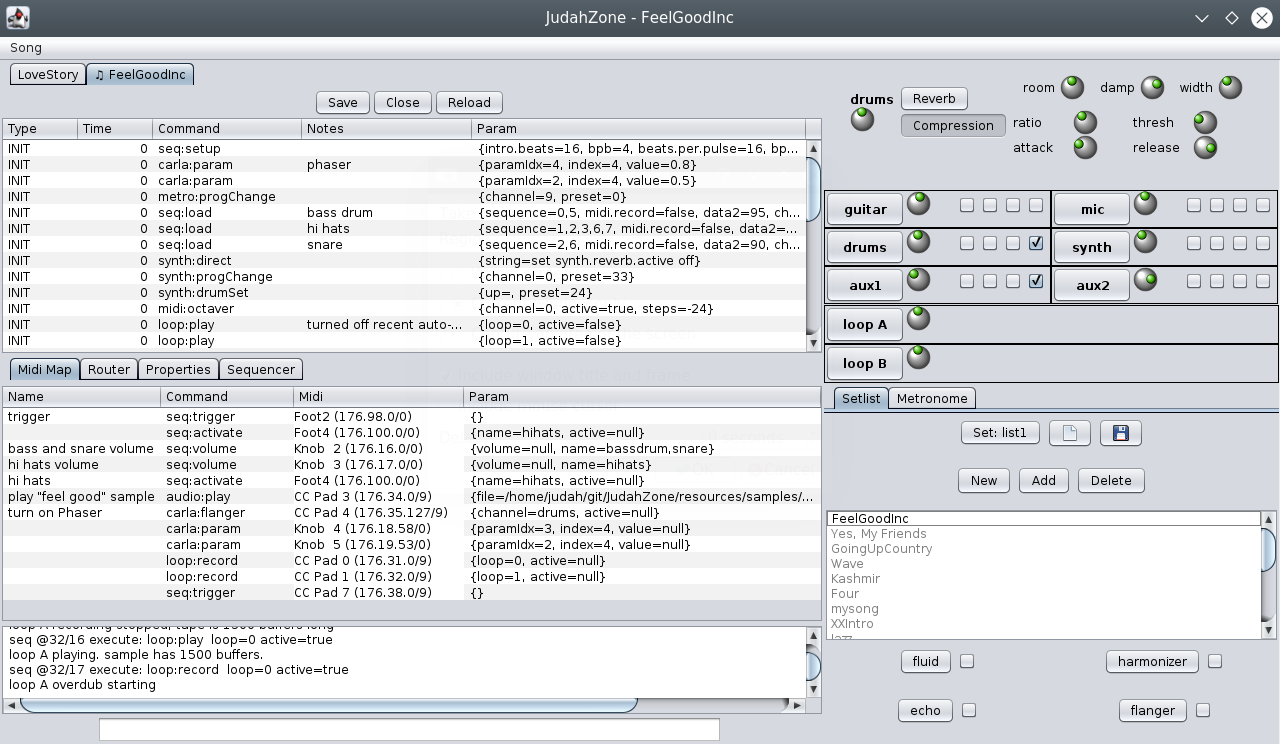 JudahZone - FeelGoodInc
Song
LoveStory ♫ FeelGoodInc
Save Close Reload
Type Time Command Notes Param
INIT 0 seq:setup {intro.beats=16, bpb=4, beats.per.pulse=16, bp...
INIT 0 carla:param phaser {paramIdx=4, index=4, value=0.8}
INIT 0 carla:param {paramIdx=2, index=4, value=0.5}
INIT 0 metro:progChange {channel=9, preset=0}
INIT 0 seq:load bass drum {sequence=0,5, midi.record=false, data2=95, ch...
INIT 0 seq:load hi hats {sequence=1,2,3,6,7, midi.record=false, data2=...
INIT 0 seq:load snare {sequence=2,6, midi.record=false, data2=90, ch...
INIT 0 synth:direct {string=set synth.reverb.active off}
INIT 0 synth:progChange {channel=0, preset=33}
INIT 0 synth:drumSet {up=, preset=24}
INIT 0 midi:octaver {channel=0, active=true, steps=-24}
INIT 0 loop:play turned off recent auto-... {loop=0, active=false}
INIT 0 loop:play {loop=1, active=false}
Midi Map Router Properties Sequencer
Name Command Midi Param
trigger seq:trigger Foot2 (176.98.0/0) {}
seq:activate Foot4 (176.100.0/0) {name=hihats, active=null}
bass and snare volume seq:volume Knob 2 (176.16.0/0) {volume=null, name=bassdrum,snare}
hi hats volume seq:volume Knob 3 (176.17.0/0) {volume=null, name=hihats}
hi hats seq:activate Foot4 (176.100.0/0) {name=hihats, active=null}
play "feel good" sample audio:play CC Pad 3 (176.34.0/9) {file=/home/judah/git/JudahZone/resources/samples/...
turn on Phaser carla:flanger CC Pad 4 (176.35.127/9) {channel=drums, active=null}
carla:param Knob 4 (176.18.58/0) {paramIdx=3, index=4, value=null}
carla:param Knob 5 (176.19.53/0) {paramIdx=2, index=4, value=null}
loop:record CC Pad 0 (176.31.0/9) {loop=0, active=null}
loop:record CC Pad 1 (176.32.0/9) {loop=1, active=null}
seq:trigger CC Pad 7 (176.38.0/9) {}
loop A recording stopped, tape is 1500 buffers long
seq @32/16 execute: loop:play loop=0 active=true
loop A playing. sample has 1500 buffers.
seq @32/17 execute: loop:record loop=0 active=true
loop A overdub starting
drums Reverb room damp width
Compression ratio thresh
attack release
guitar mic
drums synth
aux1 aux2
loop A
loop B
Setlist Metronome
Set: list1
New Add Delete
FeelGoodInc
Yes, My Friends
GoingUpCountry
Wave
Kashmir
Four
mysong
XXIntro
Jazz
fluid harmonizer
echo flanger